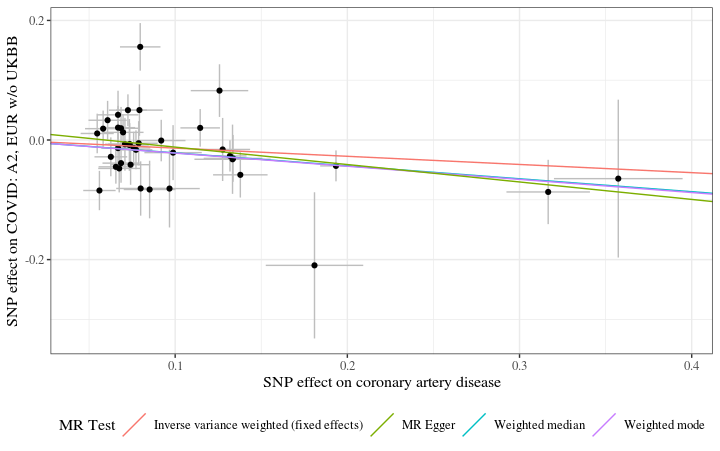 SNP effect on COVID: A2, EUR w/o UKBB
0.2
0.0
-0.2
0.1 0.2 0.3 0.4
SNP effect on coronary artery disease
MR Test Inverse variance weighted (fixed effects) MR Egger Weighted median Weighted mode